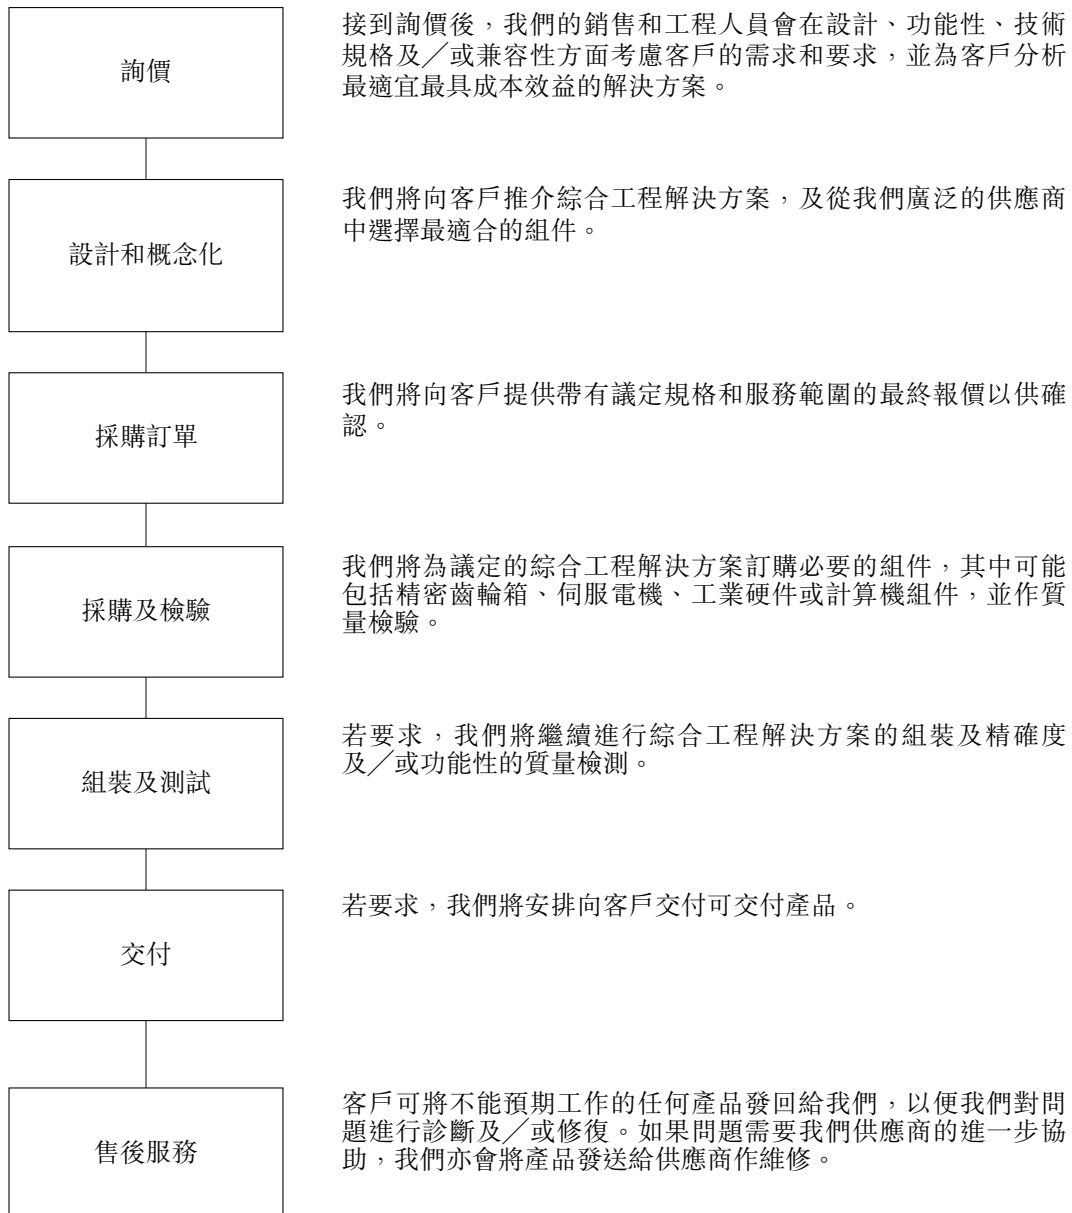 詢價
接到詢價後，我們的銷售和工程人員會在設計、功能性、技術
規格及╱或兼容性方面考慮客戶的需求和要求，並為客戶分析
最適宜最具成本效益的解決方案。
設計和概念化
我們將向客戶推介綜合工程解決方案，及從我們廣泛的供應商
中選擇最適合的組件。
採購訂單
我們將向客戶提供帶有議定規格和服務範圍的最終報價以供確
認。
採購及檢驗
我們將為議定的綜合工程解決方案訂購必要的組件，其中可能
包括精密齒輪箱、伺服電機、工業硬件或計算機組件，並作質
量檢驗。
組裝及測試
若要求，我們將繼續進行綜合工程解決方案的組裝及精確度
及╱或功能性的質量檢測。
交付
若要求，我們將安排向客戶交付可交付產品。
售後服務
客戶可將不能預期工作的任何產品發回給我們，以便我們對問
題進行診斷及╱或修復。如果問題需要我們供應商的進一步協
助，我們亦會將產品發送給供應商作維修。